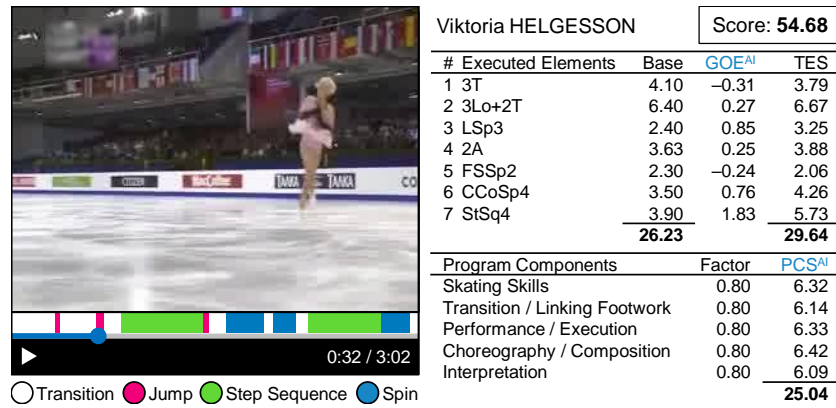 CITIZEN
MacCoffee
TANAKA TANAKA
CO
0:32 / 3:02
Transition Jump Step Sequence Spin
Viktoria HELGESSON Score: 54.68
# Executed Elements Base GOEᴬᴵ TES
1 3T 4.10 –0.31 3.79
2 3Lo+2T 6.40 0.27 6.67
3 LSp3 2.40 0.85 3.25
4 2A 3.63 0.25 3.88
5 FSSp2 2.30 –0.24 2.06
6 CCoSp4 3.50 0.76 4.26
7 StSq4 3.90 1.83 5.73
26.23 29.64
Program Components Factor PCSᴬᴵ
Skating Skills 0.80 6.32
Transition / Linking Footwork 0.80 6.14
Performance / Execution 0.80 6.33
Choreography / Composition 0.80 6.42
Interpretation 0.80 6.09
25.04